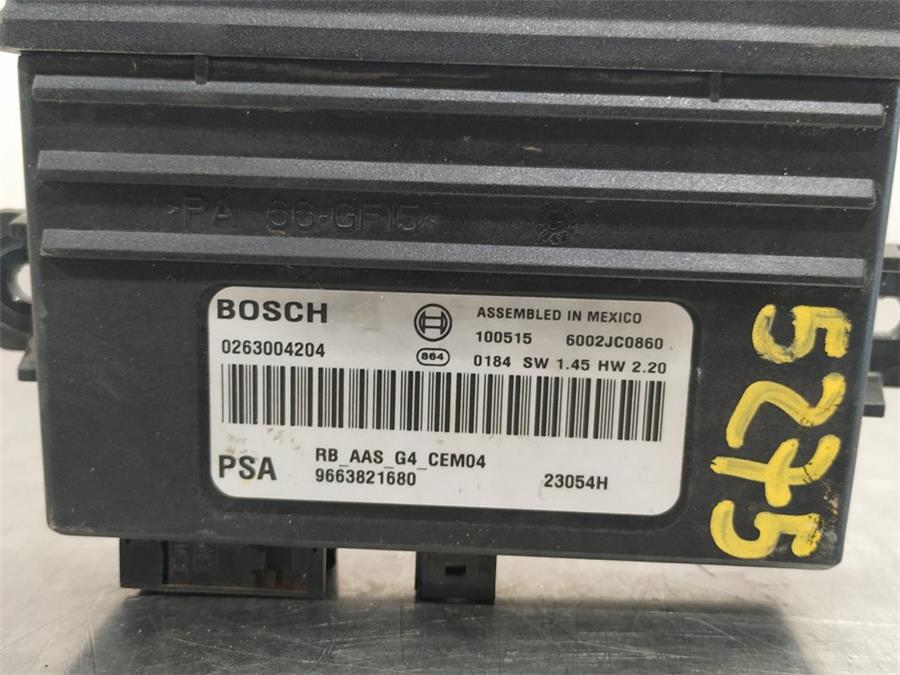 >PA 66-GF15<
BOSCH
ASSEMBLED IN MEXICO
100515 6002JC0860
0263004204
864 0184 SW 1.45 HW 2.20
PSA
RB_AAS_G4_CEM04
9663821680 23054H
5275